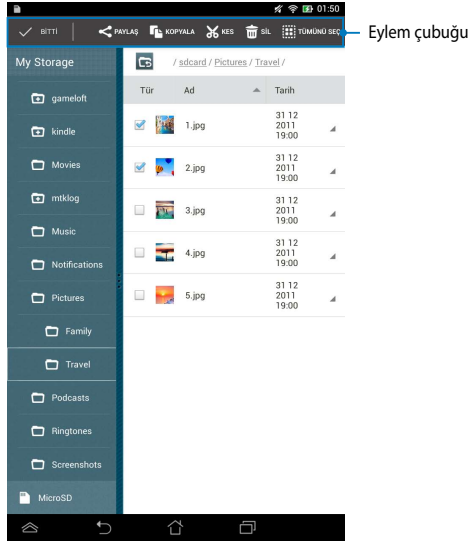 01:50
BİTTİ PAYLAŞ KOPYALA KES SİL TÜMÜNÜ SEÇ
Eylem çubuğu
My Storage
/ sdcard / Pictures / Travel /
gameloft
kindle
Movies
mtklog
Music
Notifications
Pictures
Family
Travel
Podcasts
Ringtones
Screenshots
MicroSD
Tür Ad Tarih
1.jpg 31 12
2011
19:00
2.jpg 31 12
2011
19:00
3.jpg 31 12
2011
19:00
4.jpg 31 12
2011
19:00
5.jpg 31 12
2011
19:00